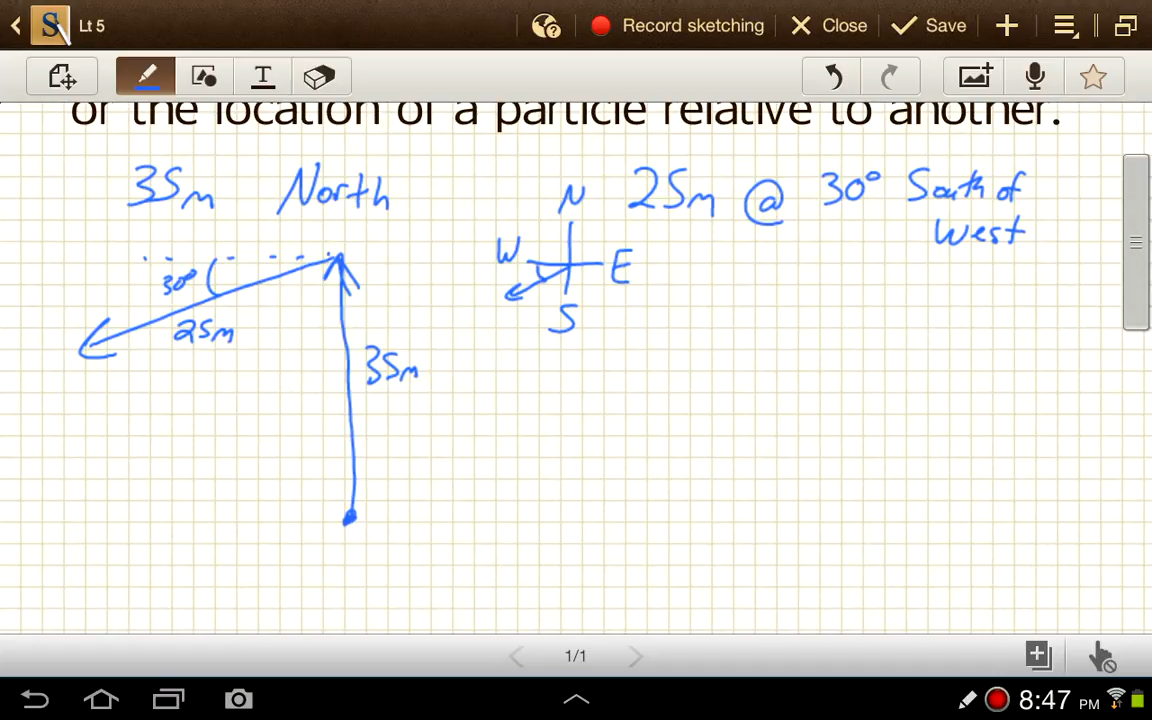 S Lt 5 Record sketching Close Save
T
or the location of a particle relative to another.
35m North 25m @ 30° South of
West
N
W E
S
30°
25m
35m
1/1
8:47 PM